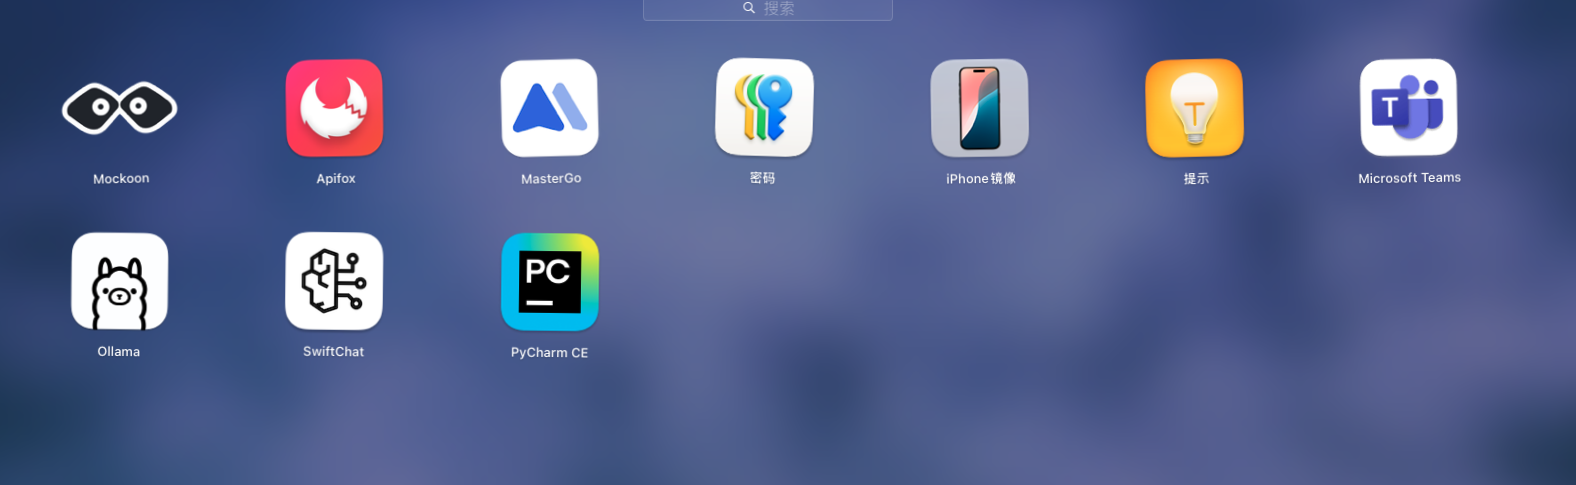 搜索
Mockoon
Apifox
MasterGo
密码
iPhone镜像
T
提示
T
Microsoft Teams
Ollama
SwiftChat
PC
PyCharm CE